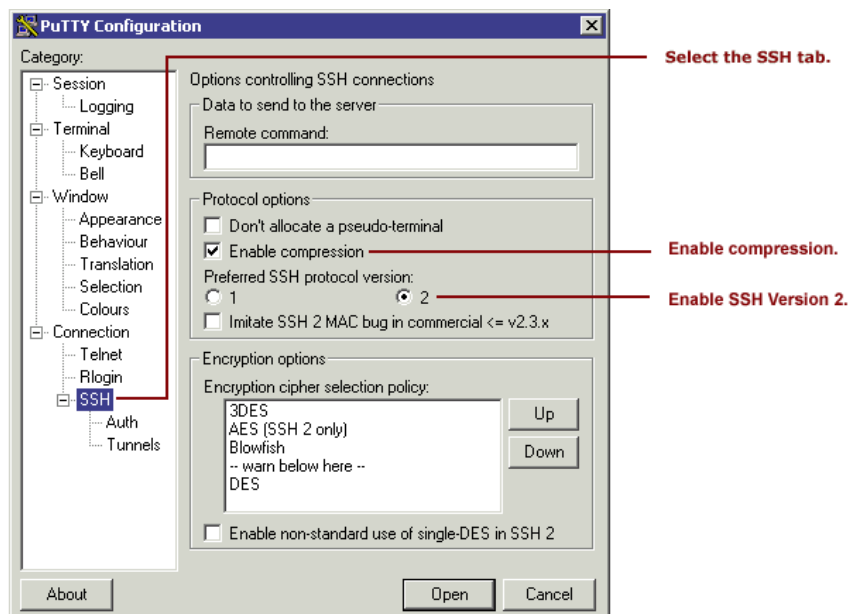 PuTTY Configuration
Category:
Session
Logging
Terminal
Keyboard
Bell
Window
Appearance
Behaviour
Translation
Selection
Colours
Connection
Telnet
Rlogin
SSH
Auth
Tunnels
Options controlling SSH connections
Data to send to the server
Remote command:
Protocol options
Don't allocate a pseudo-terminal
Enable compression
Preferred SSH protocol version:
1 2
Imitate SSH 2 MAC bug in commercial <= v2.3.x
Encryption options
Encryption cipher selection policy:
3DES
AES (SSH 2 only)
Blowfish
-- warn below here --
DES
Up
Down
Enable non-standard use of single-DES in SSH 2
About
Open
Cancel
Select the SSH tab.
Enable compression.
Enable SSH Version 2.